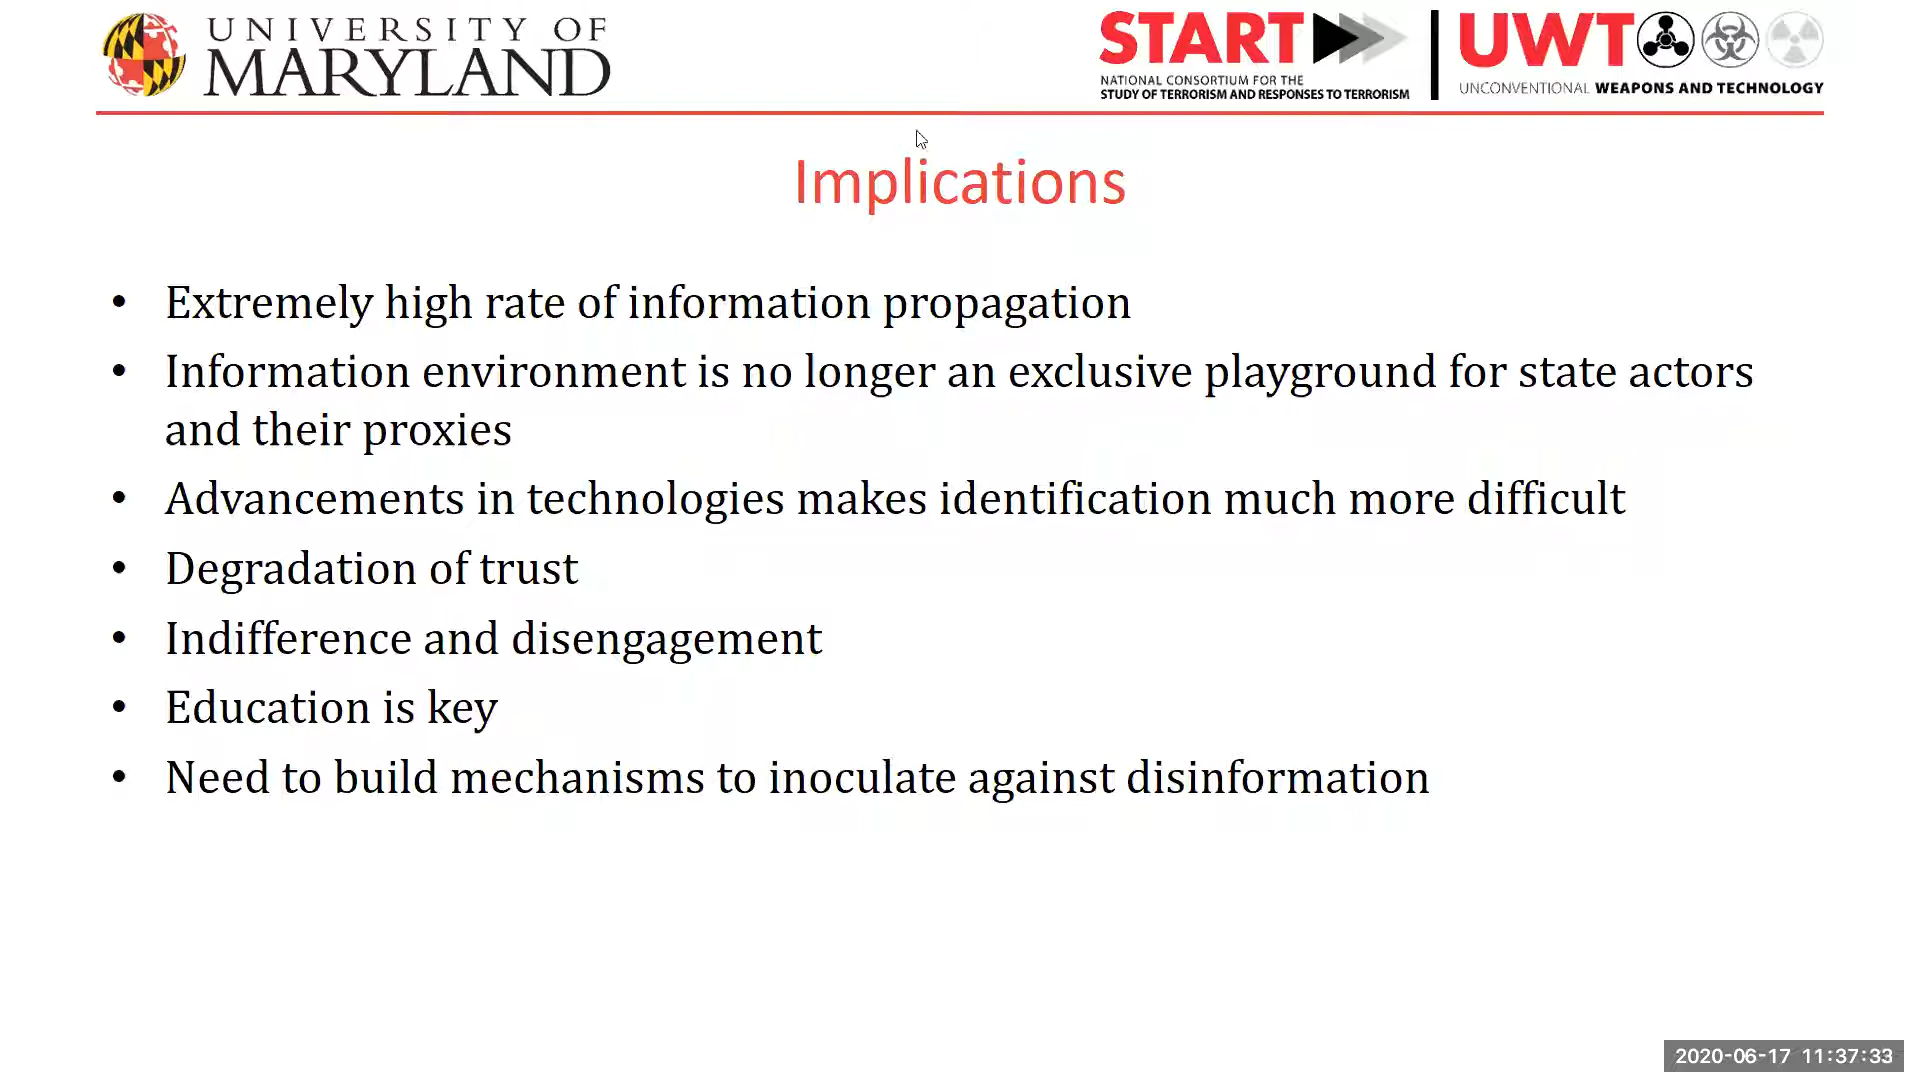 UNIVERSITY OF
MARYLAND
START
NATIONAL CONSORTIUM FOR THE
STUDY OF TERRORISM AND RESPONSES TO TERRORISM
UWT
UNCONVENTIONAL WEAPONS AND TECHNOLOGY
Implications
• Extremely high rate of information propagation
• Information environment is no longer an exclusive playground for state actors
and their proxies
• Advancements in technologies makes identification much more difficult
• Degradation of trust
• Indifference and disengagement
• Education is key
• Need to build mechanisms to inoculate against disinformation
2020-06-17 11:37:33